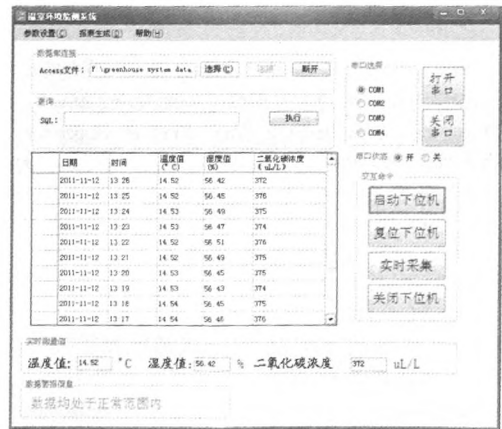 温室环境监测系统
参数设置(C) 报表生成(D) 帮助(H)
数据库连接
Access文件: F \greenhouse system data 选择(C) 连接 断开
查询
SQL: 执行
串口选择
COM1
COM2
COM3
COM4
打开串口
关闭串口
串口状态 开 关
日期 时间 温度值(°C) 湿度值(%) 二氧化碳浓度(uL/L)
2011-11-12 13 26 14 52 56 42 372
2011-11-12 13 25 14 52 56 45 376
2011-11-12 13 24 14 53 56 49 375
2011-11-12 13 23 14 53 56 47 374
2011-11-12 13 22 14 52 56 51 376
2011-11-12 13 21 14 52 56 49 375
2011-11-12 13 20 14 53 56 45 375
2011-11-12 13 19 14 53 56 43 374
2011-11-12 13 18 14 54 56 45 375
2011-11-12 13 17 14 54 56 45 376
交互命令
启动下位机
复位下位机
实时采集
关闭下位机
实时测量值
温度值: 14.52 °C 湿度值: 56.42 % 二氧化碳浓度 372 uL/L
数据警报信息
数据均处于正常范围内